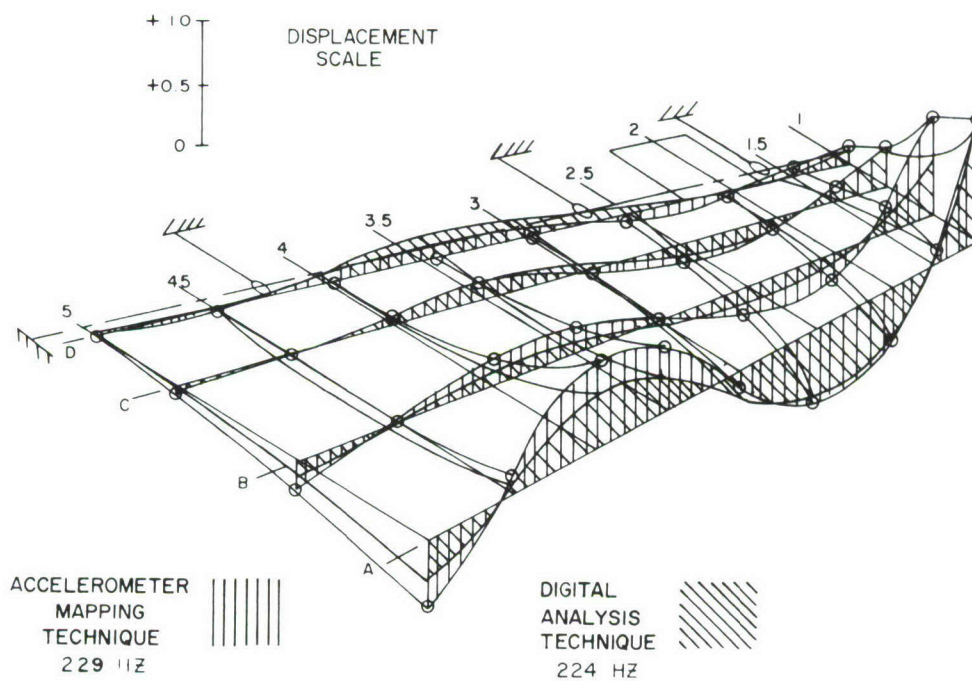 + 1.0
DISPLACEMENT
SCALE
+0.5
0
1
2
1.5
2.5
3
3.5
4
4.5
5
D
C
B
A
ACCELEROMETER
MAPPING
TECHNIQUE
229 HZ
DIGITAL
ANALYSIS
TECHNIQUE
224 HZ